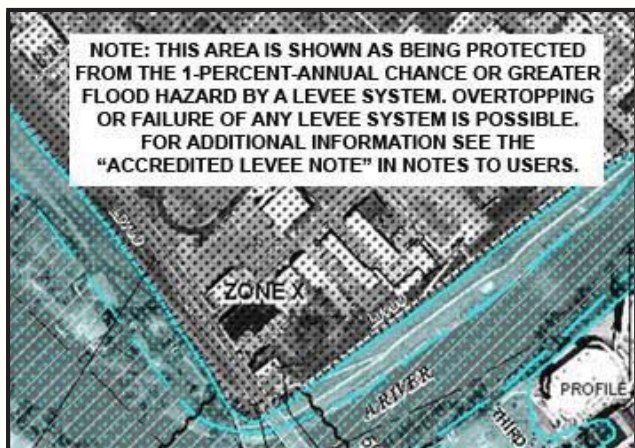 NOTE: THIS AREA IS SHOWN AS BEING PROTECTED
FROM THE 1-PERCENT-ANNUAL CHANCE OR GREATER
FLOOD HAZARD BY A LEVEE SYSTEM. OVERTOPPING
OR FAILURE OF ANY LEVEE SYSTEM IS POSSIBLE.
FOR ADDITIONAL INFORMATION SEE THE
“ACCREDITED LEVEE NOTE” IN NOTES TO USERS.
ZONE X
RIVER
PROFILE
THIRD